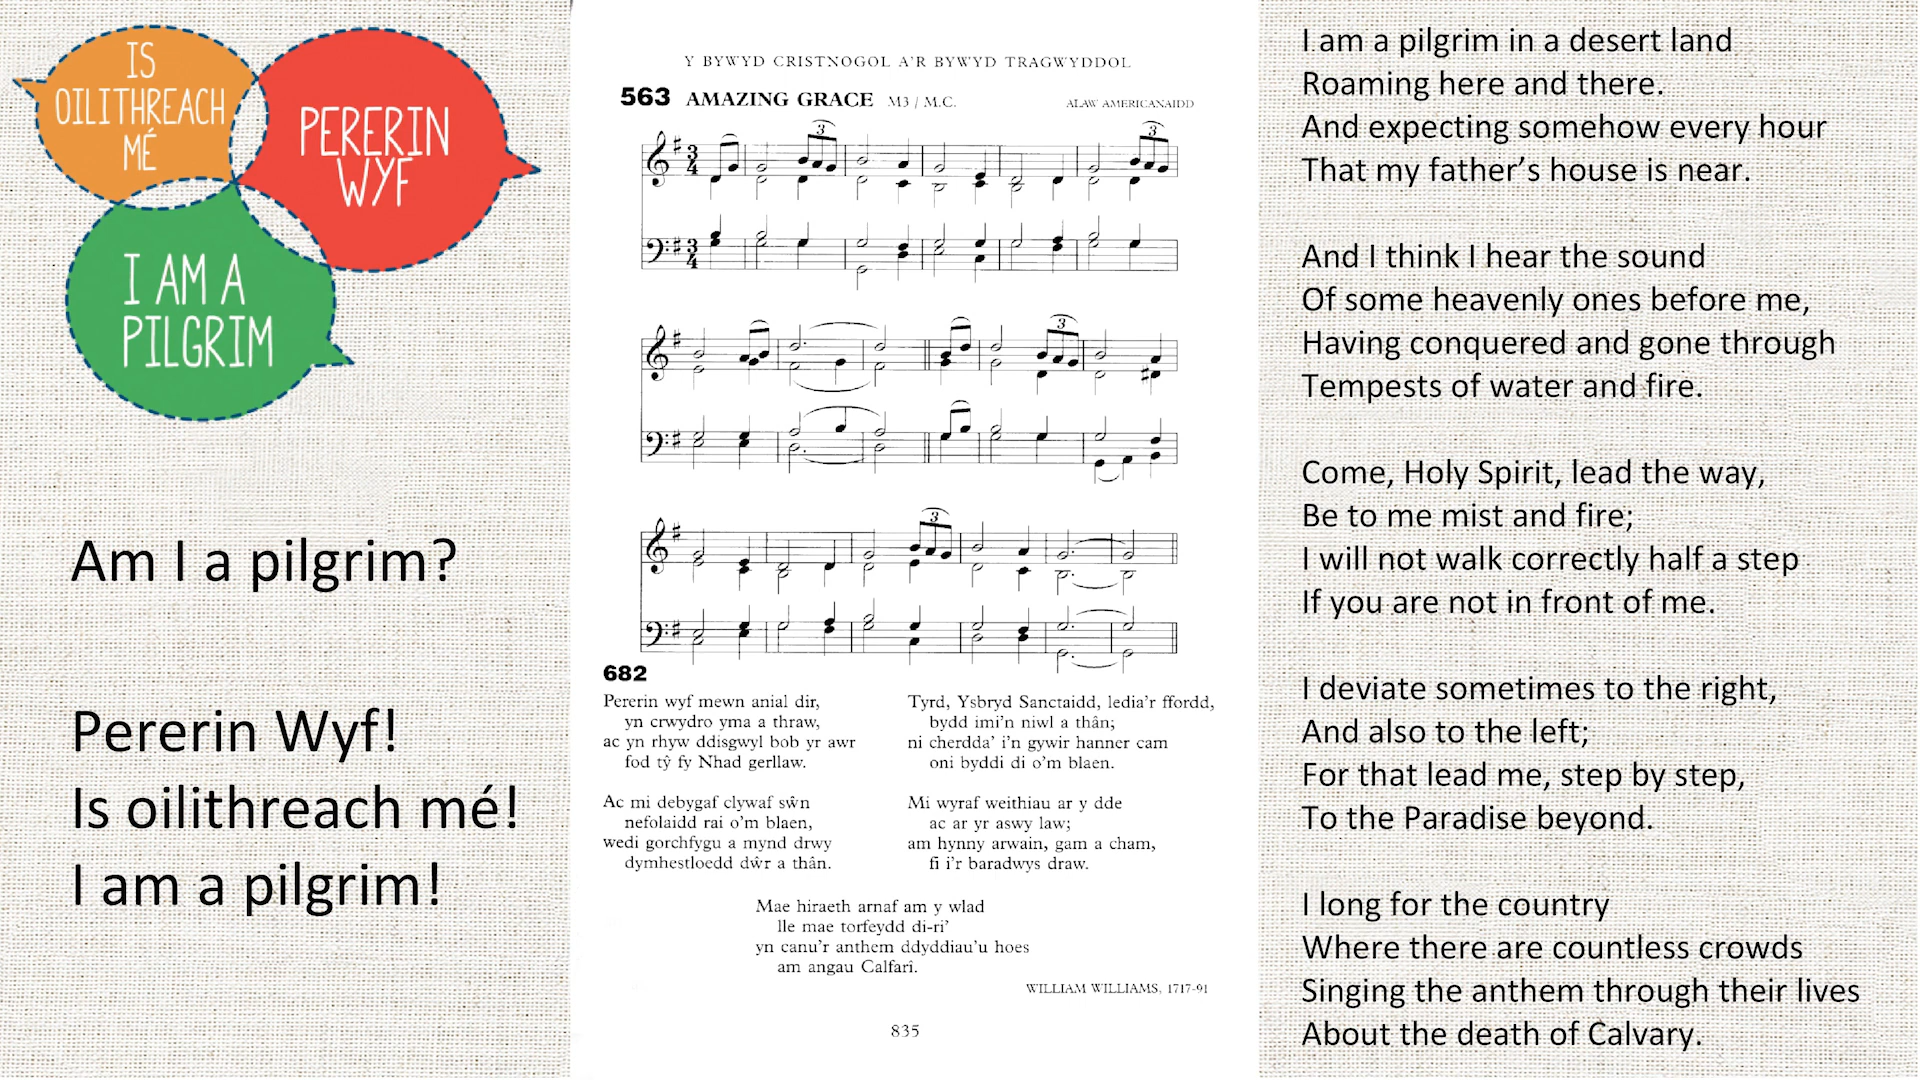 IS
OILITHREACH
MÉ
PERERIN
WYF
I AM A
PILGRIM
Am I a pilgrim?
Pererin Wyf!
Is oilithreach mé!
I am a pilgrim!
Y BYWYD CRISTNOGOL A'R BYWYD TRAGWYDDOL
563 AMAZING GRACE M3 / M.C. ALAW AMERICANAIDD
3 3
3
4
3
4
3
3
682
Pererin wyf mewn anial dir,
yn crwydro yma a thraw,
ac yn rhyw ddisgwyl bob yr awr
fod tŷ fy Nhad gerllaw.
Ac mi debygaf clywaf sŵn
nefolaidd rai o'm blaen,
wedi gorchfygu a mynd drwy
dymhestloedd dŵr a thân.
Tyrd, Ysbryd Sanctaidd, ledia'r ffordd,
bydd imi'n niwl a thân;
ni cherdda' i'n gywir hanner cam
oni byddi di o'm blaen.
Mi wyraf weithiau ar y dde
ac ar yr aswy law;
am hynny arwain, gam a cham,
fi i'r baradwys draw.
Mae hiraeth arnaf am y wlad
lle mae torfeydd di-ri'
yn canu'r anthem ddyddiau'u hoes
am angau Calfarî.
WILLIAM WILLIAMS, 1717-91
835
I am a pilgrim in a desert land
Roaming here and there.
And expecting somehow every hour
That my father’s house is near.
And I think I hear the sound
Of some heavenly ones before me,
Having conquered and gone through
Tempests of water and fire.
Come, Holy Spirit, lead the way,
Be to me mist and fire;
I will not walk correctly half a step
If you are not in front of me.
I deviate sometimes to the right,
And also to the left;
For that lead me, step by step,
To the Paradise beyond.
I long for the country
Where there are countless crowds
Singing the anthem through their lives
About the death of Calvary.